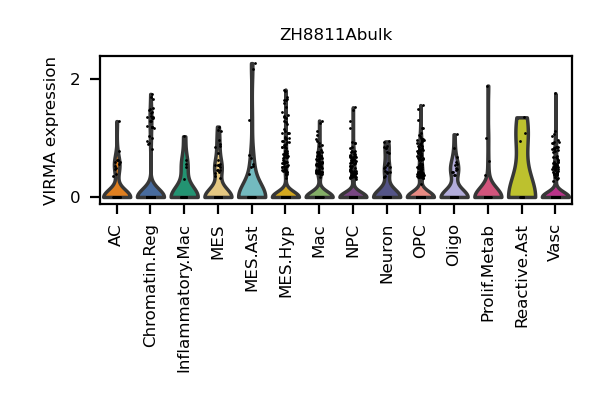 ZH8811Abulk
VIRMA expression
2
0
AC
Chromatin.Reg
Inflammatory.Mac
MES
MES.Ast
MES.Hyp
Mac
NPC
Neuron
OPC
Oligo
Prolif.Metab
Reactive.Ast
Vasc